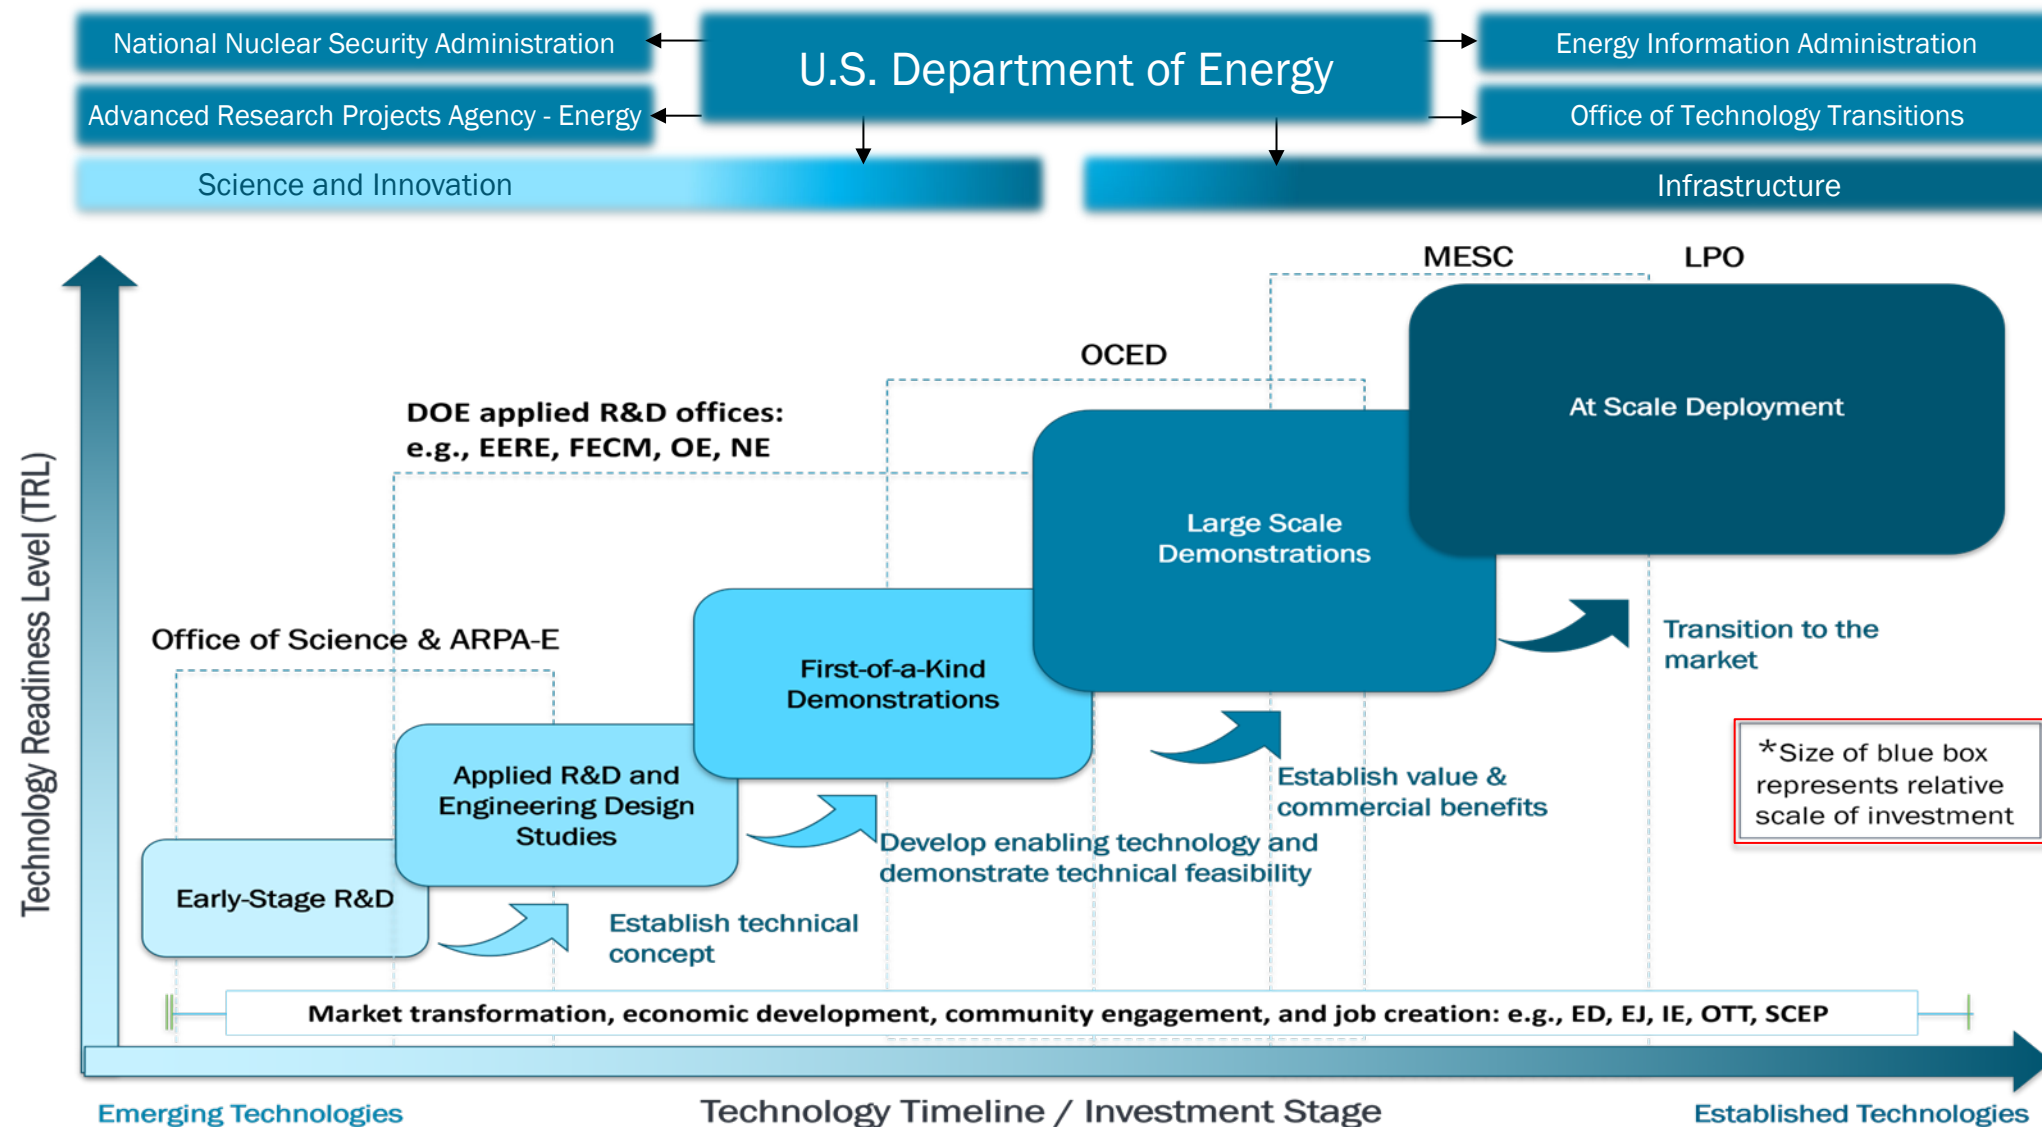 National Nuclear Security Administration
U.S. Department of Energy
Energy Information Administration
Advanced Research Projects Agency - Energy
Office of Technology Transitions
Science and Innovation
Infrastructure
MESC
LPO
OCED
At Scale Deployment
DOE applied R&D offices:
e.g., EERE, FECM, OE, NE
Large Scale
Demonstrations
Technology Readiness Level (TRL)
Office of Science & ARPA-E
First-of-a-Kind
Demonstrations
Transition to the
market
Applied R&D and
Engineering Design
Studies
Establish value &
commercial benefits
*Size of blue box
represents relative
scale of investment
Develop enabling technology and
demonstrate technical feasibility
Early-Stage R&D
Establish technical
concept
Market transformation, economic development, community engagement, and job creation: e.g., ED, EJ, IE, OTT, SCEP
Emerging Technologies
Technology Timeline / Investment Stage
Established Technologies